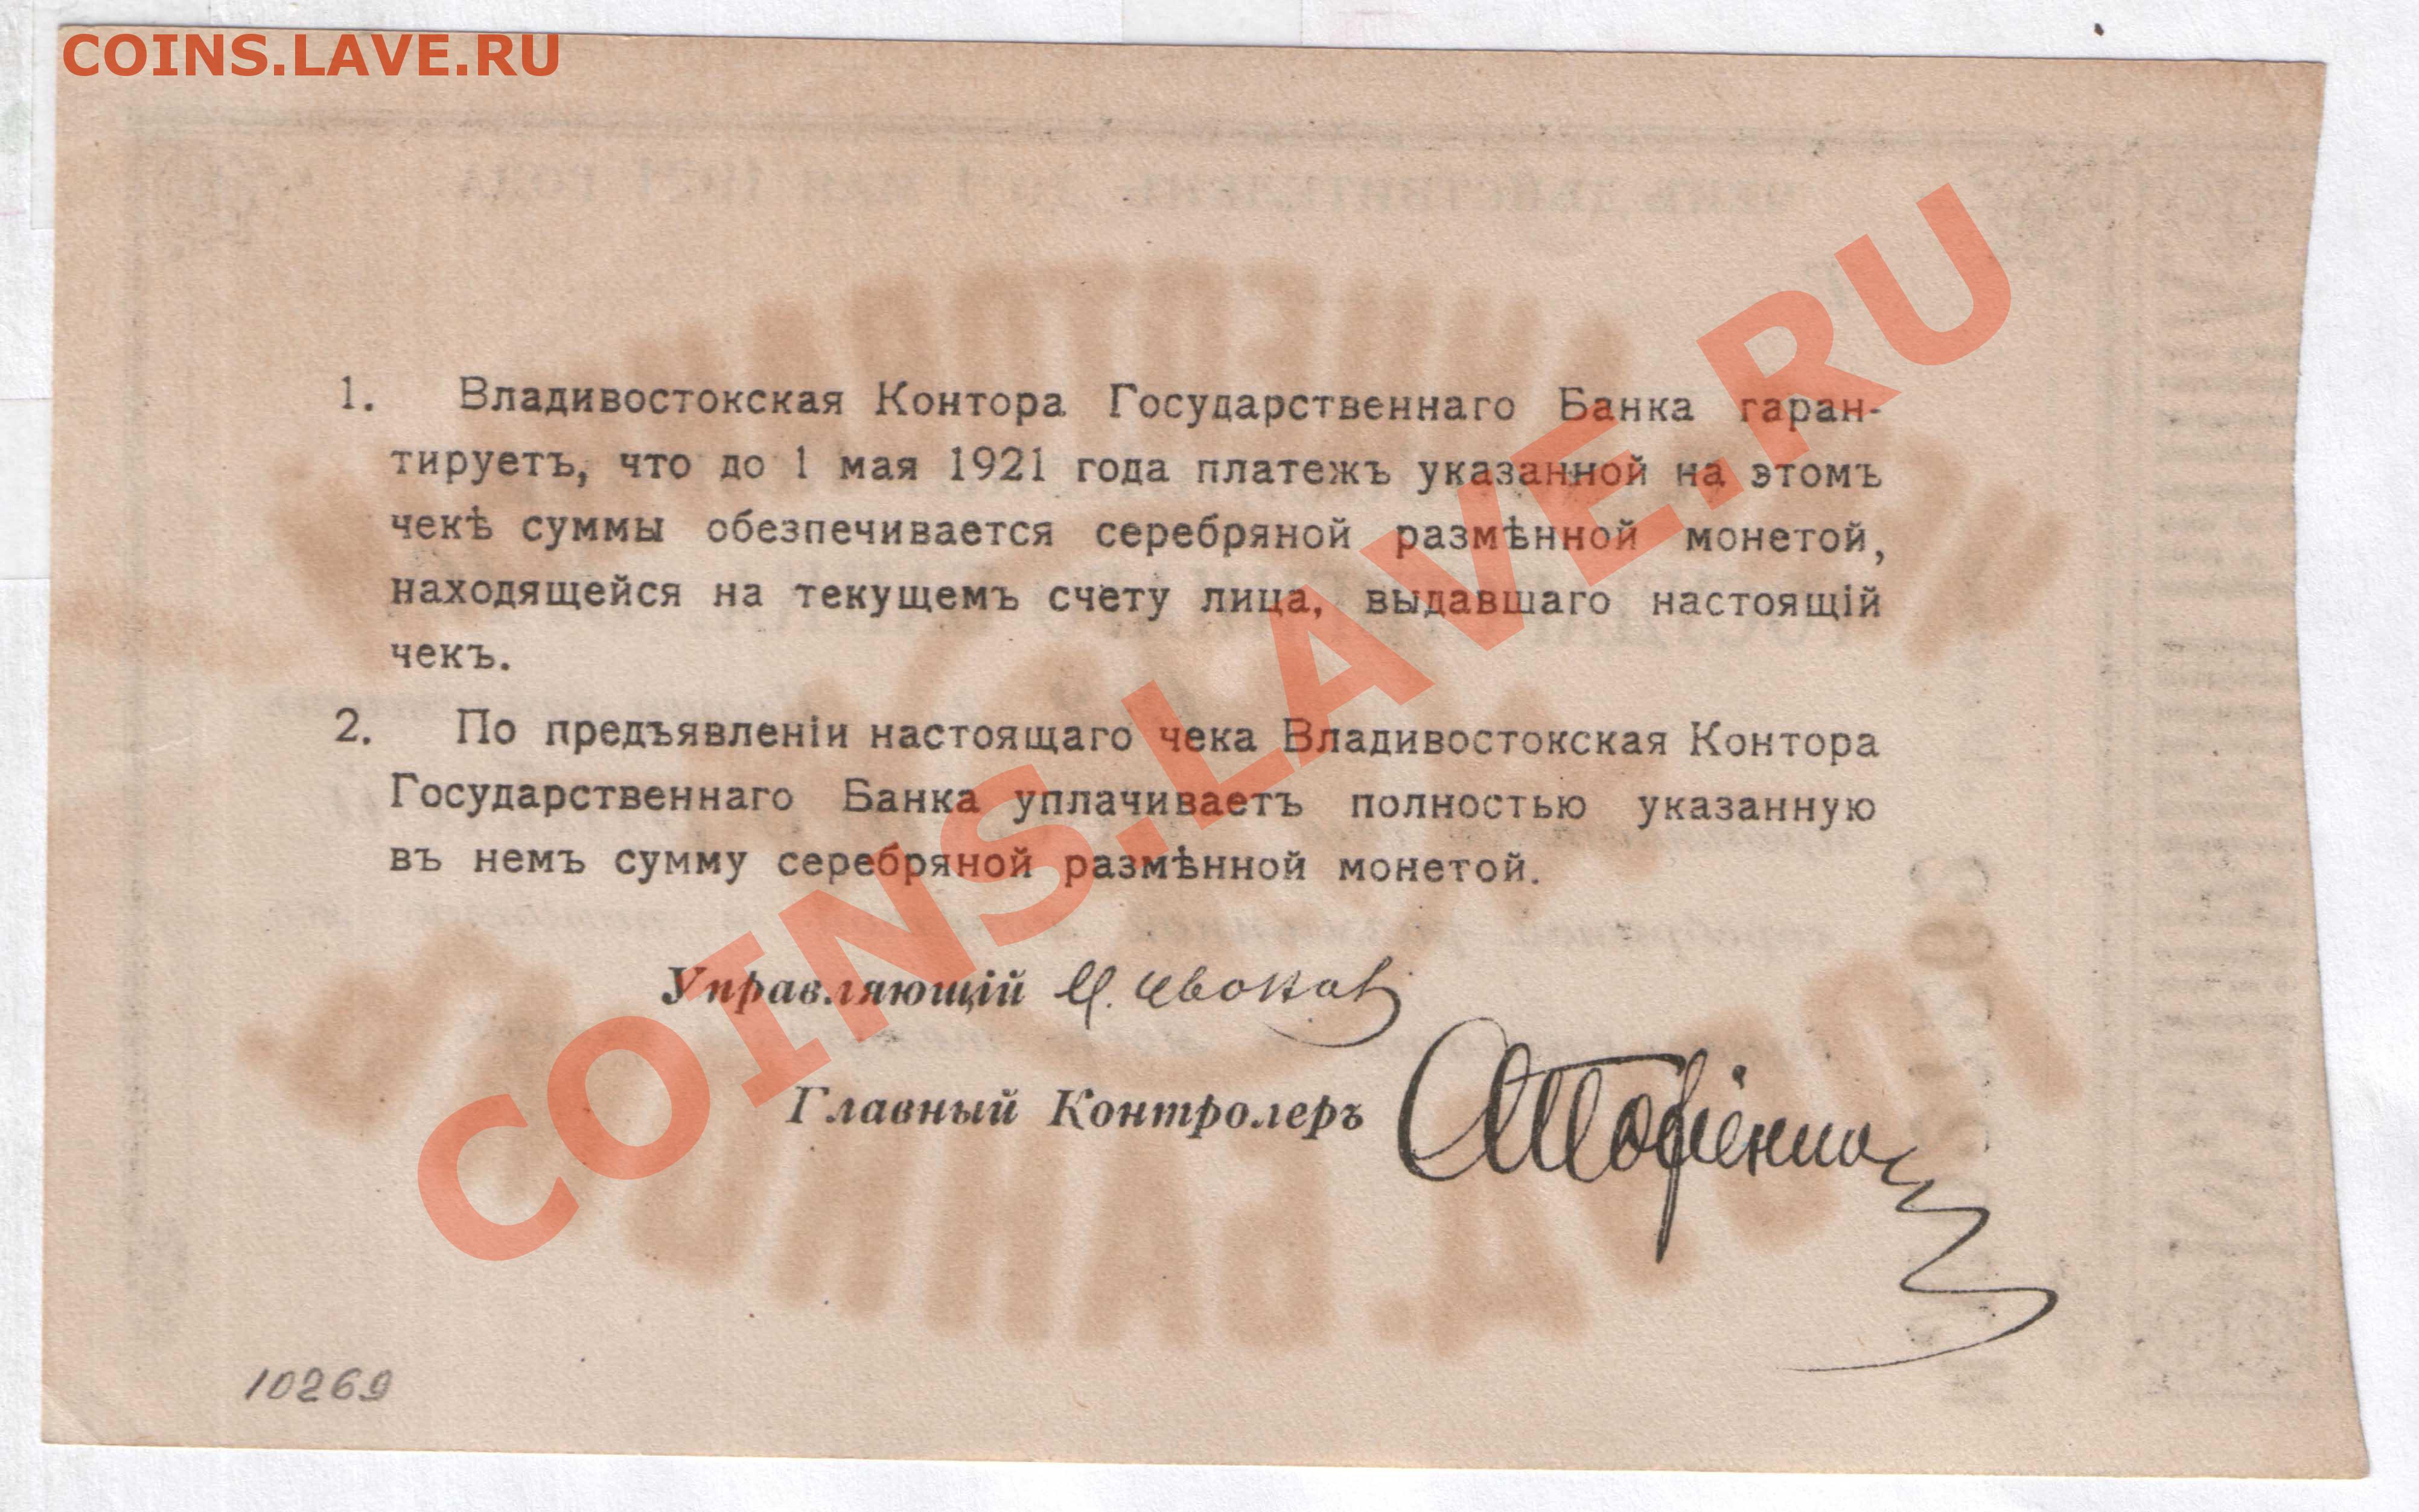 COINS.LAVE.RU
1. Владивостокская Контора Государственнаго Банка гаран-
тируетъ, что до 1 мая 1921 года платежъ указанной на этомъ
чекѣ суммы обезпечивается серебряной размѣнной монетой,
находящейся на текущемъ счету лица, выдавшаго настоящій
чекъ.
2. По предъявленіи настоящаго чека Владивостокская Контора
Государственнаго Банка уплачиваетъ полностью указанную
въ немъ сумму серебряной размѣнной монетой.
Управляющій
Главный Контролеръ
10269
COINS.LAVE.RU